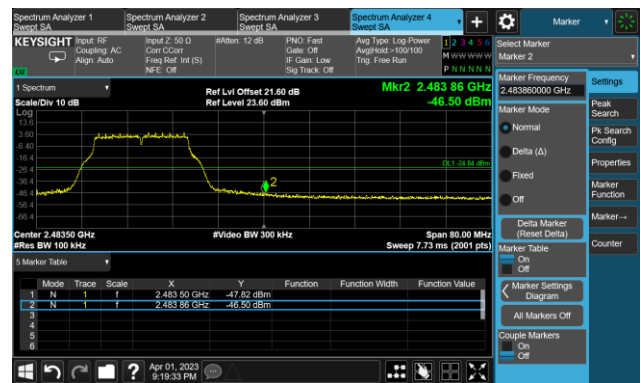 Spectrum Analyzer 1
Swept SA
Spectrum Analyzer 2
Swept SA
Spectrum Analyzer 3
Swept SA
Spectrum Analyzer 4
Swept SA
+
Marker
KEYSIGHT
Input: RF
Coupling: AC
Align: Auto
Input Z: 50 Ω
Corr CCorr
Freq Ref: Int (S)
NFE: Off
#Atten: 12 dB
PNO: Fast
Gate: Off
IF Gain: Low
Sig Track: Off
Avg Type: Log-Power
Avg|Hold:>100/100
Trig: Free Run
1 2 3 4 5 6
M W W W W W
P N N N N N
LXI
Select Marker
Marker 2
1 Spectrum
Scale/Div 10 dB
Log
Ref Lvl Offset 21.60 dB
Ref Level 23.60 dBm
Mkr2 2.483 86 GHz
-46.50 dBm
13.6
3.60
-6.40
-16.4
-26.4
-36.4
-46.4
-56.4
-66.4
DL1 -24.64 dBm
2
Center 2.48350 GHz
#Res BW 100 kHz
#Video BW 300 kHz
Span 80.00 MHz
Sweep 7.73 ms (2001 pts)
5 Marker Table
Mode Trace Scale X Y Function Function Width Function Value
1 N 1 f 2.483 50 GHz -47.82 dBm
2 N 1 f 2.483 86 GHz -46.50 dBm
3
4
5
6
Marker Frequency
2.483860000 GHz
Marker Mode
Normal
Delta (Δ)
Fixed
Off
Delta Marker
(Reset Delta)
Marker Table
On
Off
Marker Settings
Diagram
All Markers Off
Couple Markers
On
Off
Settings
Peak
Search
Pk Search
Config
Properties
Marker
Function
Marker→
Counter
?
Apr 01, 2023
9:19:33 PM